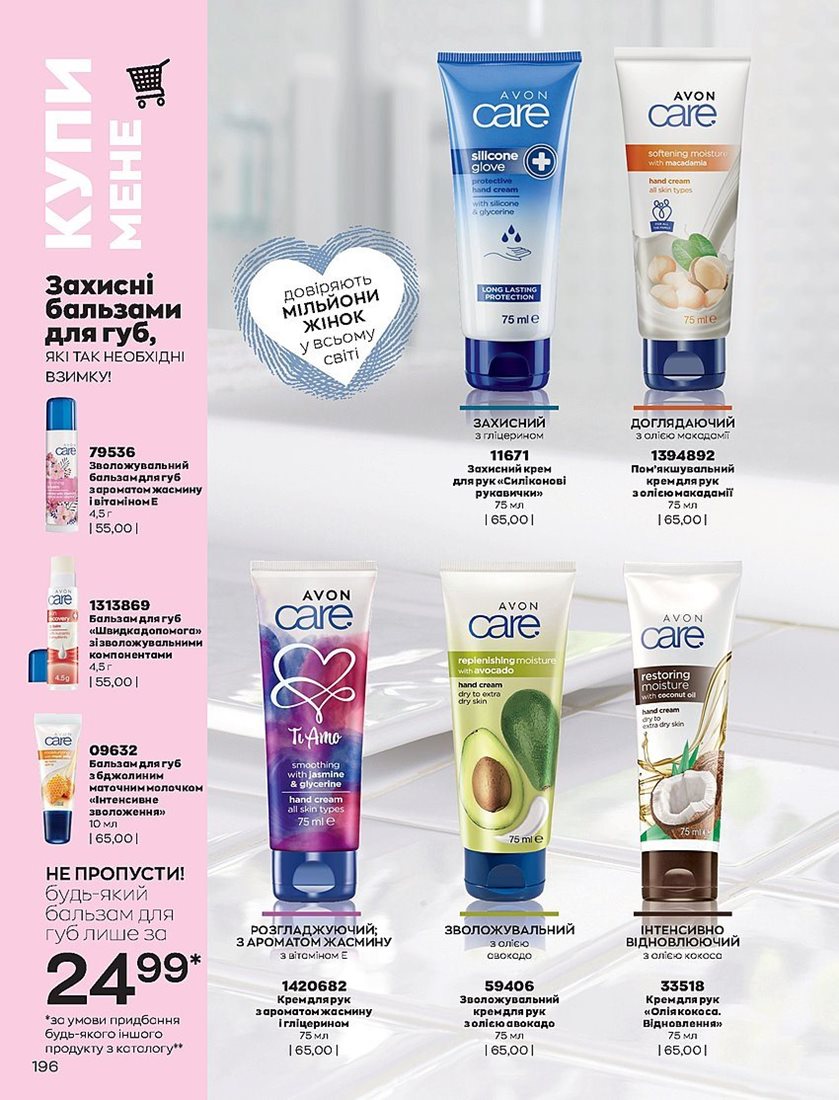 КУПИ
МЕНЕ
Захисні
бальзами
для губ,
ЯКІ ТАК НЕОБХІДНІ
ВЗИМКУ!
care
79536
Зволожувальний
бальзам для губ
з ароматом жасмину
і вітаміном Е
4,5 г
| 55,00 |
care
recovery
4.5g
1313869
Бальзам для губ
«Швидка допомога»
зі зволожувальними
компонентами
4,5 г
| 55,00 |
AVON
care
09632
Бальзам для губ
з бджолиним
маточним молочком
«Інтенсивне
зволоження»
10 мл
| 65,00 |
НЕ ПРОПУСТИ!
будь-який
бальзам для
губ лише за
24 99*
*за умови придбання
будь-якого іншого
продукту з каталогу**
196
довіряють
МІЛЬЙОНИ
ЖІНОК
у всьому
світі
AVON
care
silicone
glove
protective
hand cream
with silicone
& glycerine
LONG LASTING
PROTECTION
75 ml e
ЗАХИСНИЙ
з гліцерином
11671
Захисний крем
для рук «Силіконові
рукавички»
75 мл
| 65,00 |
AVON
care
softening moisture
with macadamia
hand cream
all skin types
75 ml e
ДОГЛЯДАЮЧИЙ
з олією макадамії
1394892
Пом’якшувальний
крем для рук
з олією макадамії
75 мл
| 65,00 |
AVON
care
Ti Amo
smoothing
with jasmine
& glycerine
hand cream
all skin types
75 ml e
РОЗГЛАДЖУЮЧИЙ;
З АРОМАТОМ ЖАСМИНУ
з вітаміном Е
1420682
Крем для рук
з ароматом жасмину
і гліцерином
75 мл
| 65,00 |
AVON
care
replenishing moisture
with avocado
hand cream
dry to extra
dry skin
75 ml e
ЗВОЛОЖУВАЛЬНИЙ
з олією
авокадо
59406
Зволожувальний
крем для рук
з олією авокадо
75 мл
| 65,00 |
AVON
care
restoring
moisture
with coconut oil
hand cream
dry to
extra dry skin
75 ml e
ІНТЕНСИВНО
ВІДНОВЛЮЮЧИЙ
з олією кокоса
33518
Крем для рук
«Олія кокоса.
Відновлення»
75 мл
| 65,00 |